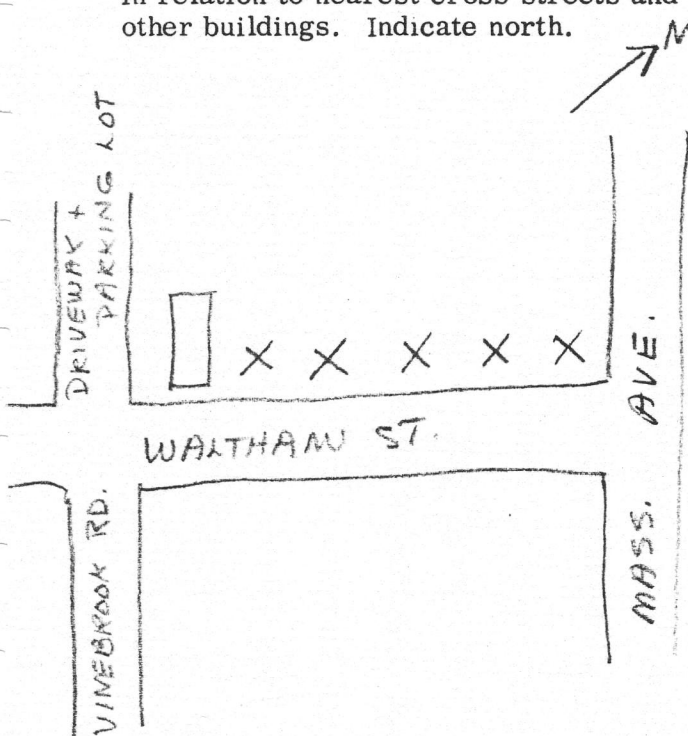 in relation to nearest cross streets and
other buildings. Indicate north.
N
DRIVEWAY +
PARKING LOT
X X X X X
WALTHAM ST.
MASS. AVE.
VINEBROOK RD.